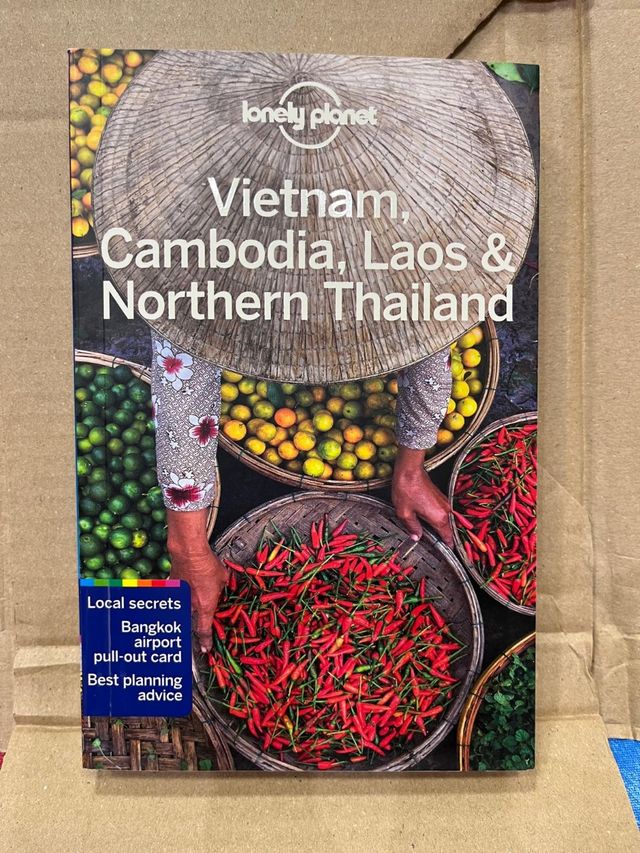 lonely planet
Vietnam,
Cambodia, Laos &
Northern Thailand
Local secrets
Bangkok
airport
pull-out card
Best planning
advice